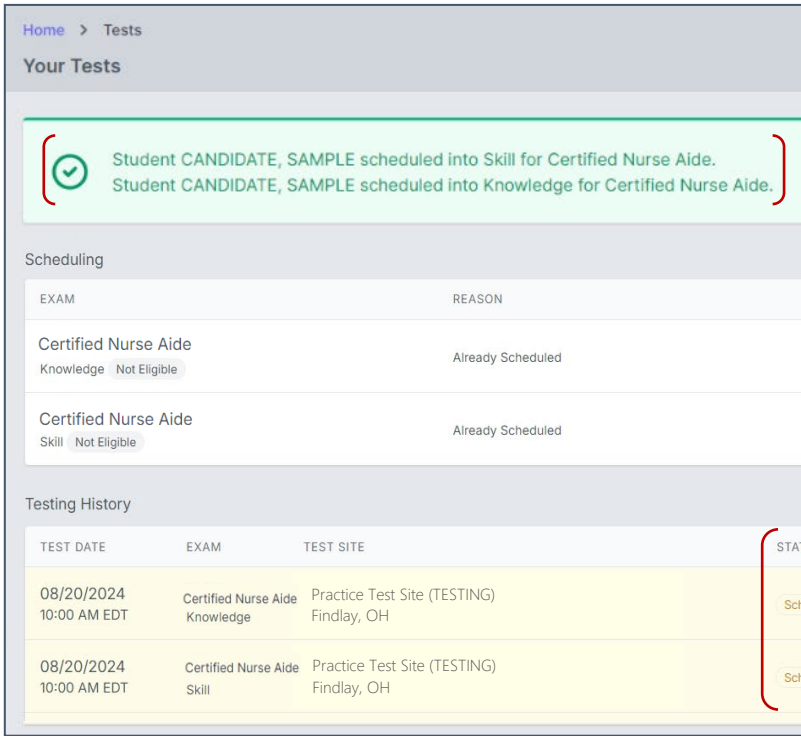 Home > Tests
Your Tests
Student CANDIDATE, SAMPLE scheduled into Skill for Certified Nurse Aide.
Student CANDIDATE, SAMPLE scheduled into Knowledge for Certified Nurse Aide.
Scheduling
EXAM REASON
Certified Nurse Aide
Knowledge Not Eligible Already Scheduled
Certified Nurse Aide
Skill Not Eligible Already Scheduled
Testing History
TEST DATE EXAM TEST SITE
08/20/2024 Certified Nurse Aide Practice Test Site (TESTING)
10:00 AM EDT Knowledge Findlay, OH
08/20/2024 Certified Nurse Aide Practice Test Site (TESTING)
10:00 AM EDT Skill Findlay, OH